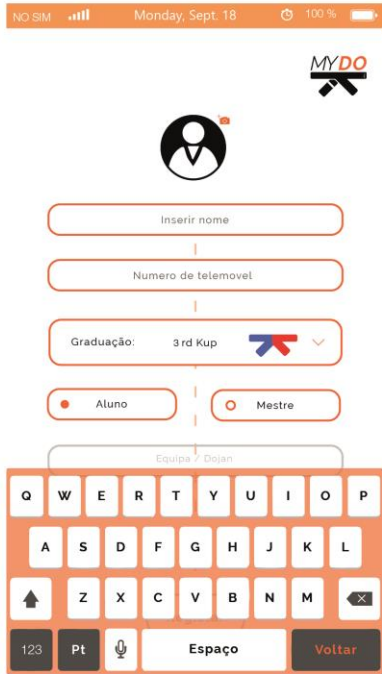 NO SIM Monday, Sept. 18 100 %
MYDO
Inserir nome
Numero de telemovel
Graduação: 3 rd Kup
Aluno Mestre
Equipa / Dojan
Q W E R T Y U I O P
A S D F G H J K L
Z X C V B N M
123 Pt Espaço Voltar